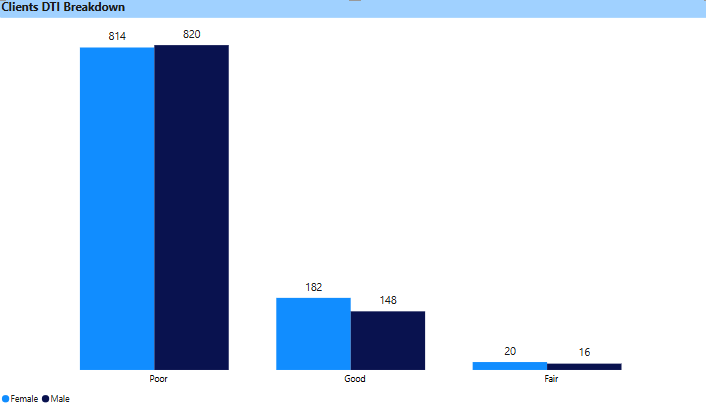 Clients DTI Breakdown
814
820
182
148
20
16
Poor
Good
Fair
Female Male